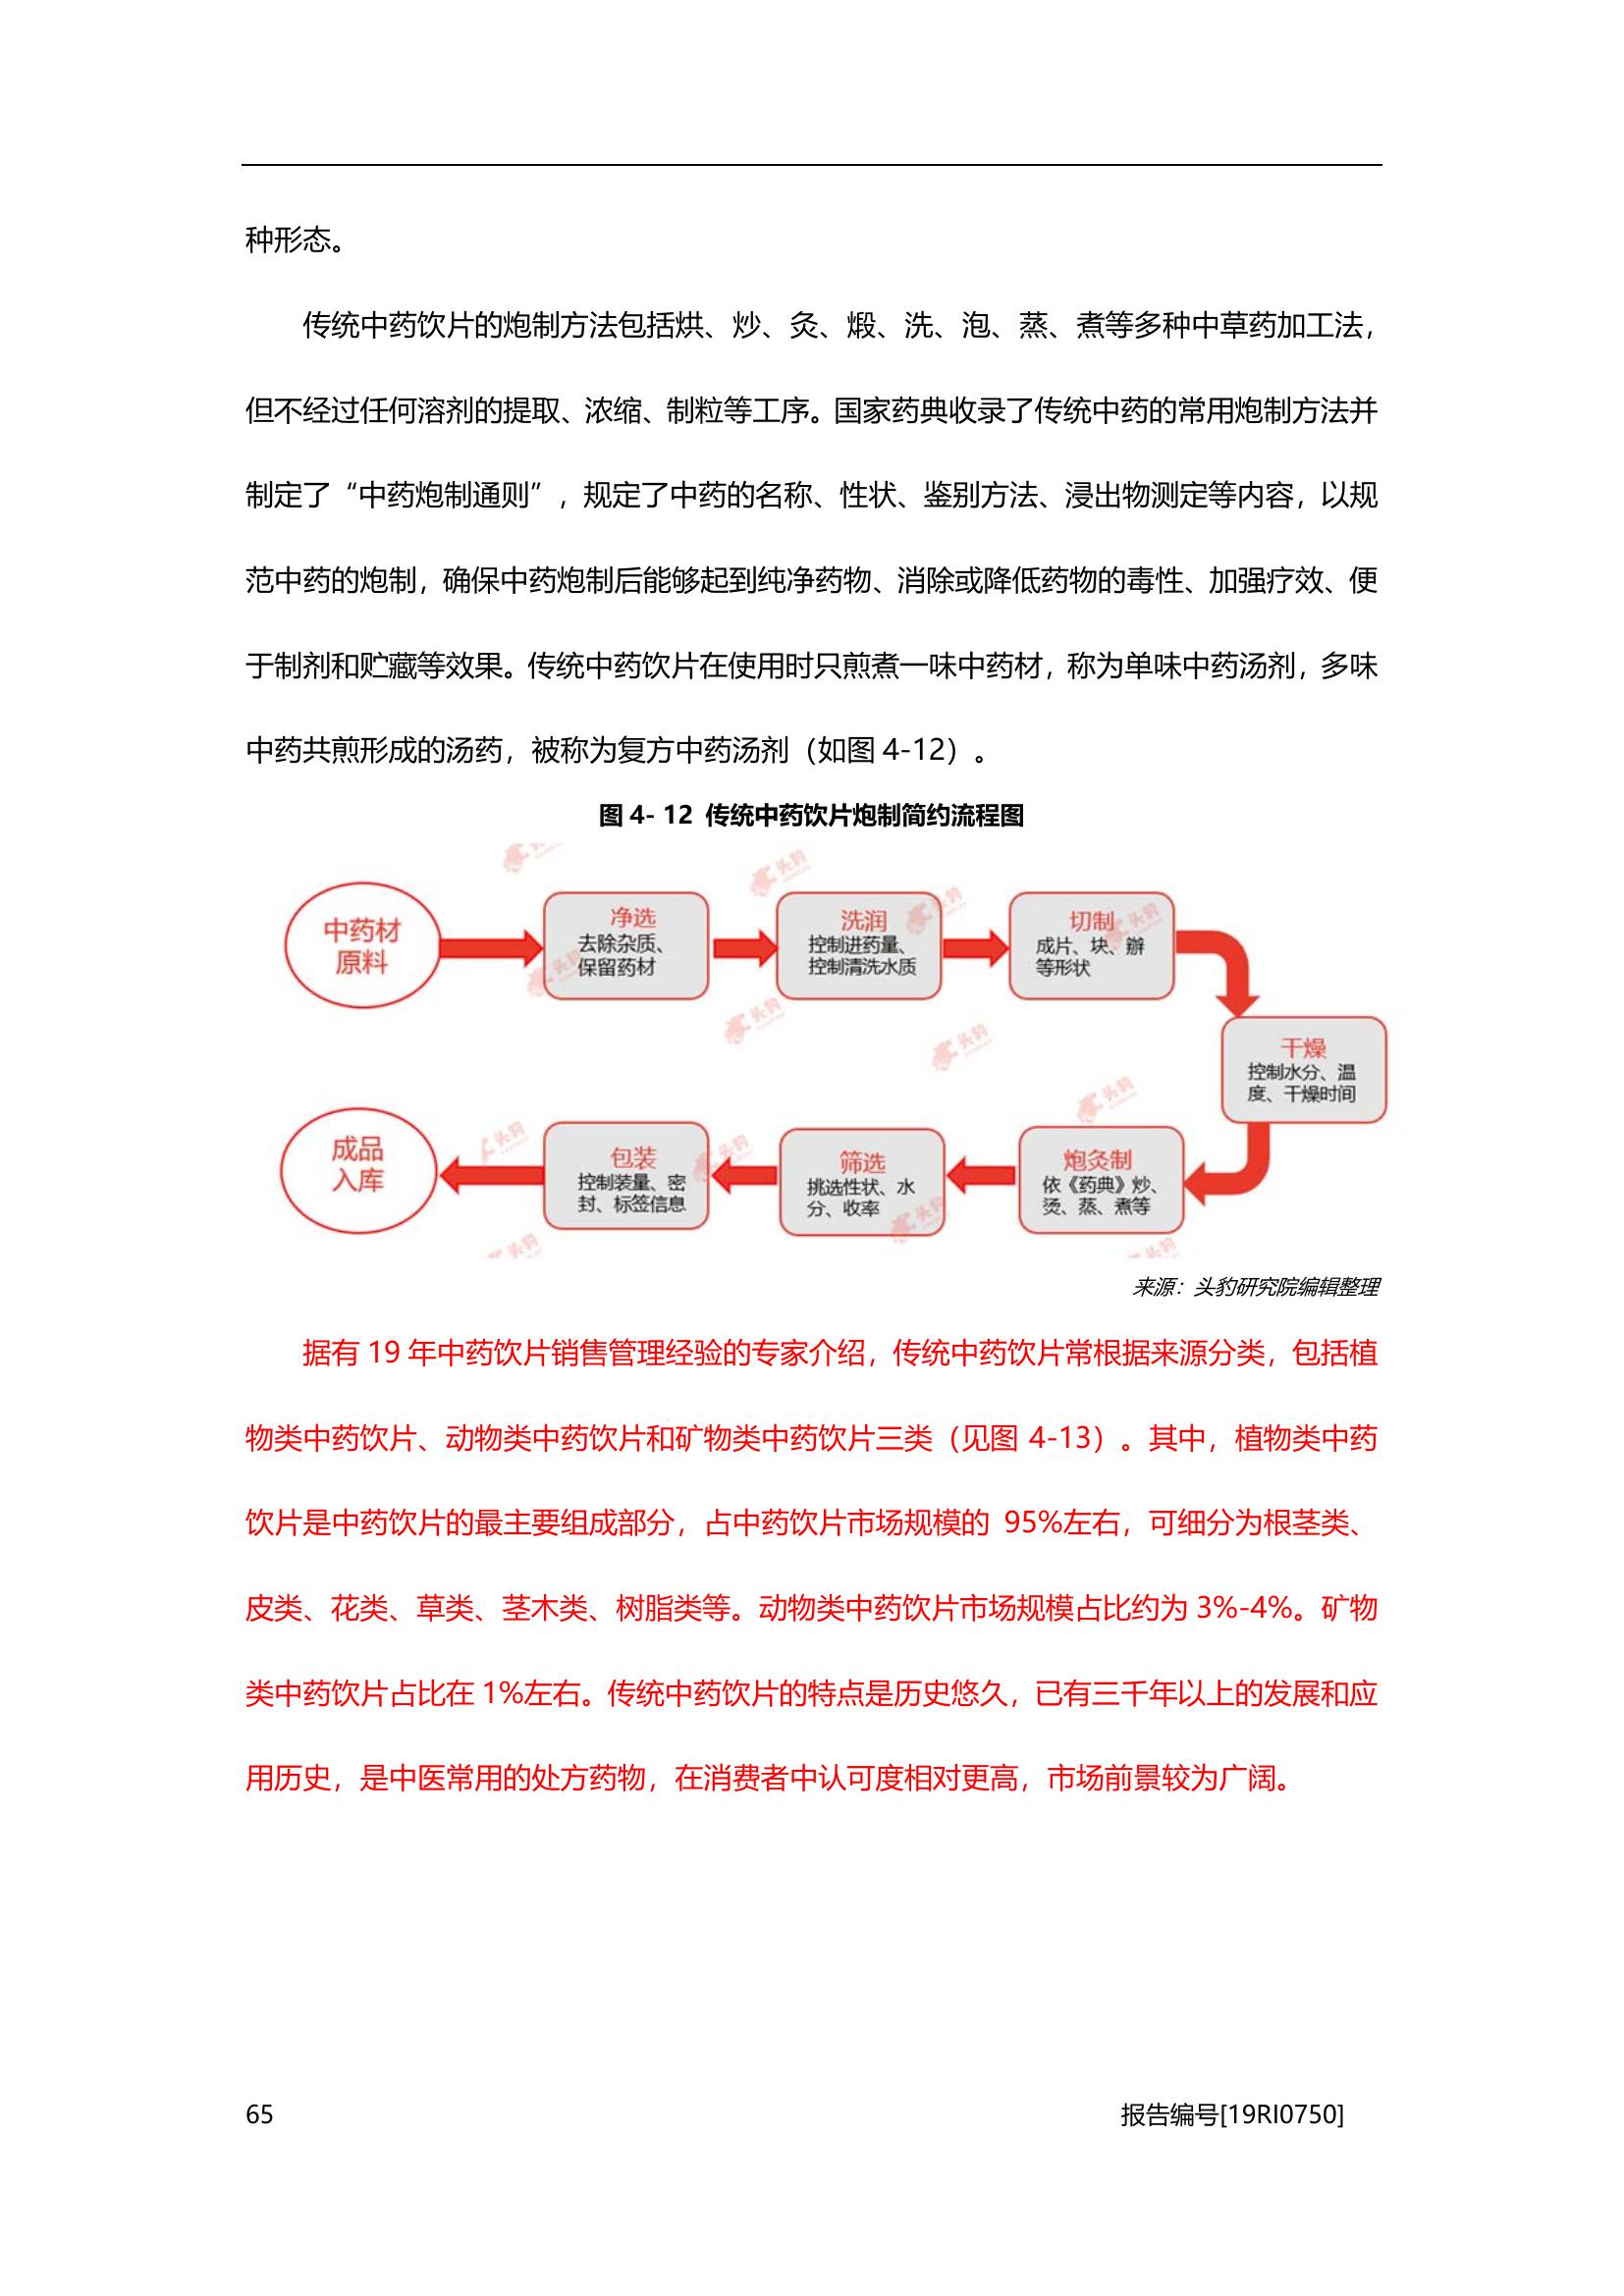 种形态。
传统中药饮片的炮制方法包括烘、炒、灸、煅、洗、泡、蒸、煮等多种中草药加工法，
但不经过任何溶剂的提取、浓缩、制粒等工序。国家药典收录了传统中药的常用炮制方法并
制定了“中药炮制通则”，规定了中药的名称、性状、鉴别方法、浸出物测定等内容，以规
范中药的炮制，确保中药炮制后能够起到纯净药物、消除或降低药物的毒性、加强疗效、便
于制剂和贮藏等效果。传统中药饮片在使用时只煎煮一味中药材，称为单味中药汤剂，多味
中药共煎形成的汤药，被称为复方中药汤剂（如图 4-12）。
图 4- 12 传统中药饮片炮制简约流程图
中药材
原料
净选
去除杂质、
保留药材
洗润
控制进药量、
控制清洗水质
切制
成片、块、瓣
等形状
干燥
控制水分、温
度、干燥时间
炮灸制
依《药典》炒、
烫、蒸、煮等
筛选
挑选性状、水
分、收率
包装
控制装量、密
封、标签信息
成品
入库
头豹
来源：头豹研究院编辑整理
据有 19 年中药饮片销售管理经验的专家介绍，传统中药饮片常根据来源分类，包括植
物类中药饮片、动物类中药饮片和矿物类中药饮片三类（见图 4-13）。其中，植物类中药
饮片是中药饮片的最主要组成部分，占中药饮片市场规模的 95%左右，可细分为根茎类、
皮类、花类、草类、茎木类、树脂类等。动物类中药饮片市场规模占比约为 3%-4%。矿物
类中药饮片占比在 1%左右。传统中药饮片的特点是历史悠久，已有三千年以上的发展和应
用历史，是中医常用的处方药物，在消费者中认可度相对更高，市场前景较为广阔。
65
报告编号[19RI0750]